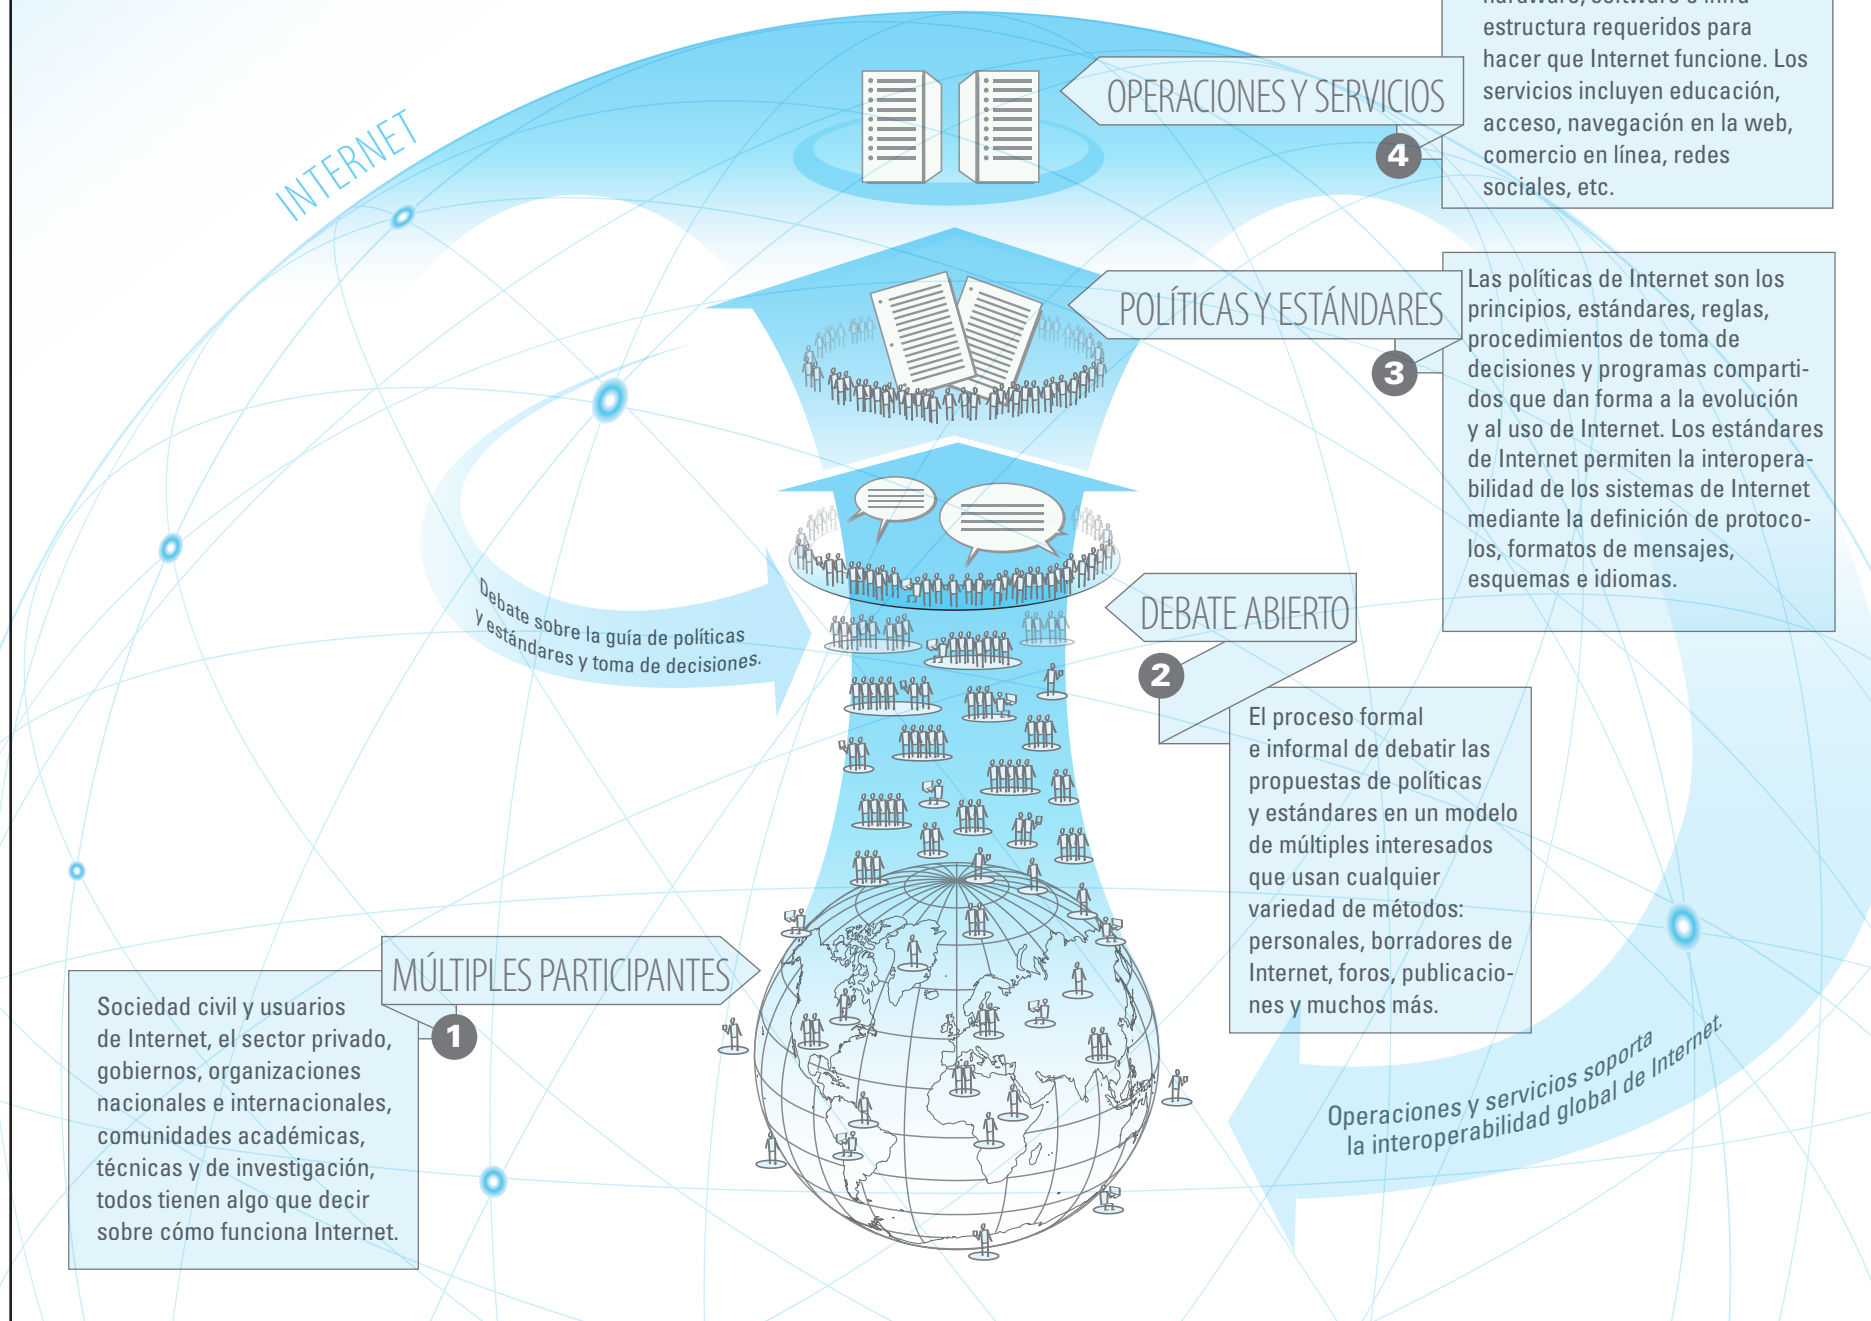 INTERNET
OPERACIONES Y SERVICIOS
4
hardware, software e infra-
estructura requeridos para
hacer que Internet funcione. Los
servicios incluyen educación,
acceso, navegación en la web,
comercio en línea, redes
sociales, etc.
POLÍTICAS Y ESTÁNDARES
3
Las políticas de Internet son los
principios, estándares, reglas,
procedimientos de toma de
decisiones y programas comparti-
dos que dan forma a la evolución
y al uso de Internet. Los estándares
de Internet permiten la interopera-
bilidad de los sistemas de Internet
mediante la definición de protoco-
los, formatos de mensajes,
esquemas e idiomas.
Debate sobre la guía de políticas
y estándares y toma de decisiones.
DEBATE ABIERTO
2
El proceso formal
e informal de debatir las
propuestas de políticas
y estándares en un modelo
de múltiples interesados
que usan cualquier
variedad de métodos:
personales, borradores de
Internet, foros, publicacio-
nes y muchos más.
MÚLTIPLES PARTICIPANTES
1
Sociedad civil y usuarios
de Internet, el sector privado,
gobiernos, organizaciones
nacionales e internacionales,
comunidades académicas,
técnicas y de investigación,
todos tienen algo que decir
sobre cómo funciona Internet.
Operaciones y servicios soporta
la interoperabilidad global de Internet.